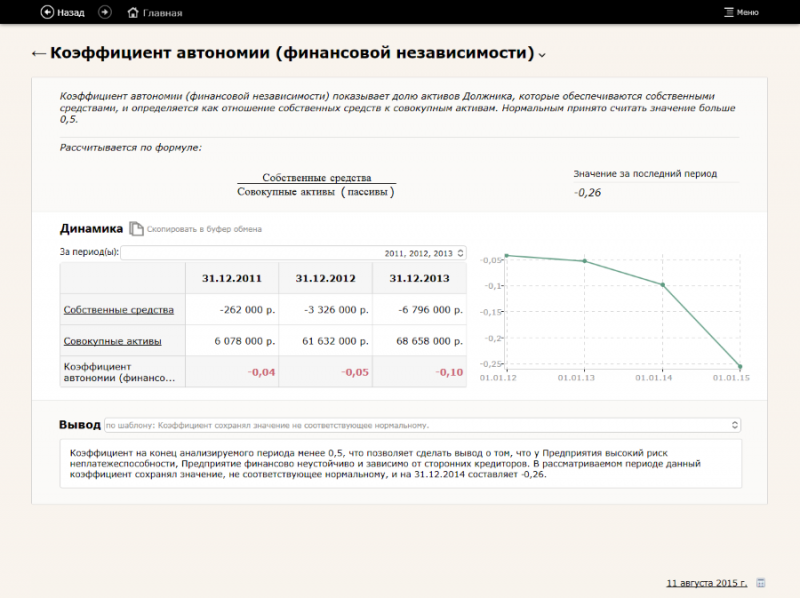 Назад Главная Меню
←Коэффициент автономии (финансовой независимости)
Коэффициент автономии (финансовой независимости) показывает долю активов Должника, которые обеспечиваются собственными
средствами, и определяется как отношение собственных средств к совокупным активам. Нормальным принято считать значение больше
0,5.
Рассчитывается по формуле:
Собственные средства
Совокупные активы (пассивы)
Значение за последний период
-0,26
Динамика Скопировать в буфер обмена
За период(ы): 2011, 2012, 2013
31.12.2011 31.12.2012 31.12.2013
Собственные средства -262 000 р. -3 326 000 р. -6 796 000 р.
Совокупные активы 6 078 000 р. 61 632 000 р. 68 658 000 р.
Коэффициент
автономии (финансо... -0,04 -0,05 -0,10
-0,05
-0,1
-0,15
-0,2
-0,25
01.01.12 01.01.13 01.01.14 01.01.15
Вывод по шаблону: Коэффициент сохранял значение не соответствующее нормальному.
Коэффициент на конец анализируемого периода менее 0,5, что позволяет сделать вывод о том, что у Предприятия высокий риск
неплатежеспособности, Предприятие финансово неустойчиво и зависимо от сторонних кредиторов. В рассматриваемом периоде данный
коэффициент сохранял значение, не соответствующее нормальному, и на 31.12.2014 составляет -0,26.
11 августа 2015 г.